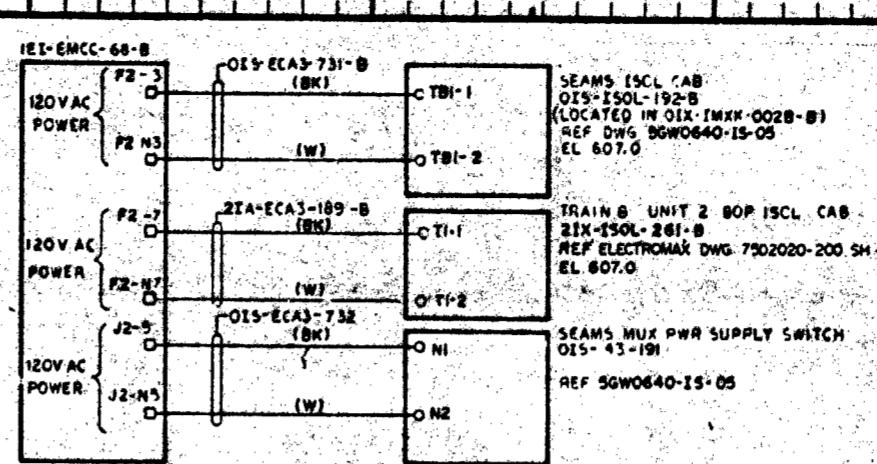 1EI-EMCC-68-B
F2-3
120V AC
POWER
F2 N3
OIS-ECA3-731-B
(BK)
(W)
TB1-1
TB1-2
SEAMS ISCL CAB
OIS-ISOL-192-B
(LOCATED IN OIX-IMXK-002B-B)
REF DWG 5GW0640-IS-05
EL 607.0
F2-7
120V AC
POWER
F2-N7
2IA-ECA3-189-B
(BK)
(W)
T1-1
T1-2
TRAIN B UNIT 2 BOP ISCL CAB
2IX-ISOL-261-B
REF ELECTROMAX DWG 7502020-200 SH
EL 607.0
J2-5
120V AC
POWER
J2-N5
OIS-ECA3-732
(BK)
(W)
N1
N2
SEAMS MUX PWR SUPPLY SWITCH
OIS-43-191
REF 5GW0640-IS-05